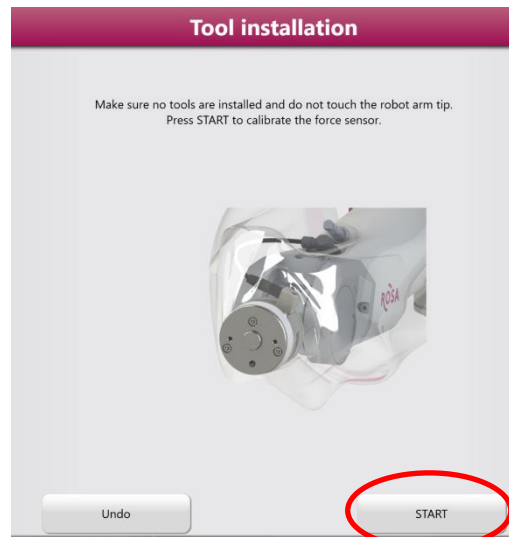 Tool installation
Make sure no tools are installed and do not touch the robot arm tip.
Press START to calibrate the force sensor.
ROSA
Undo
START